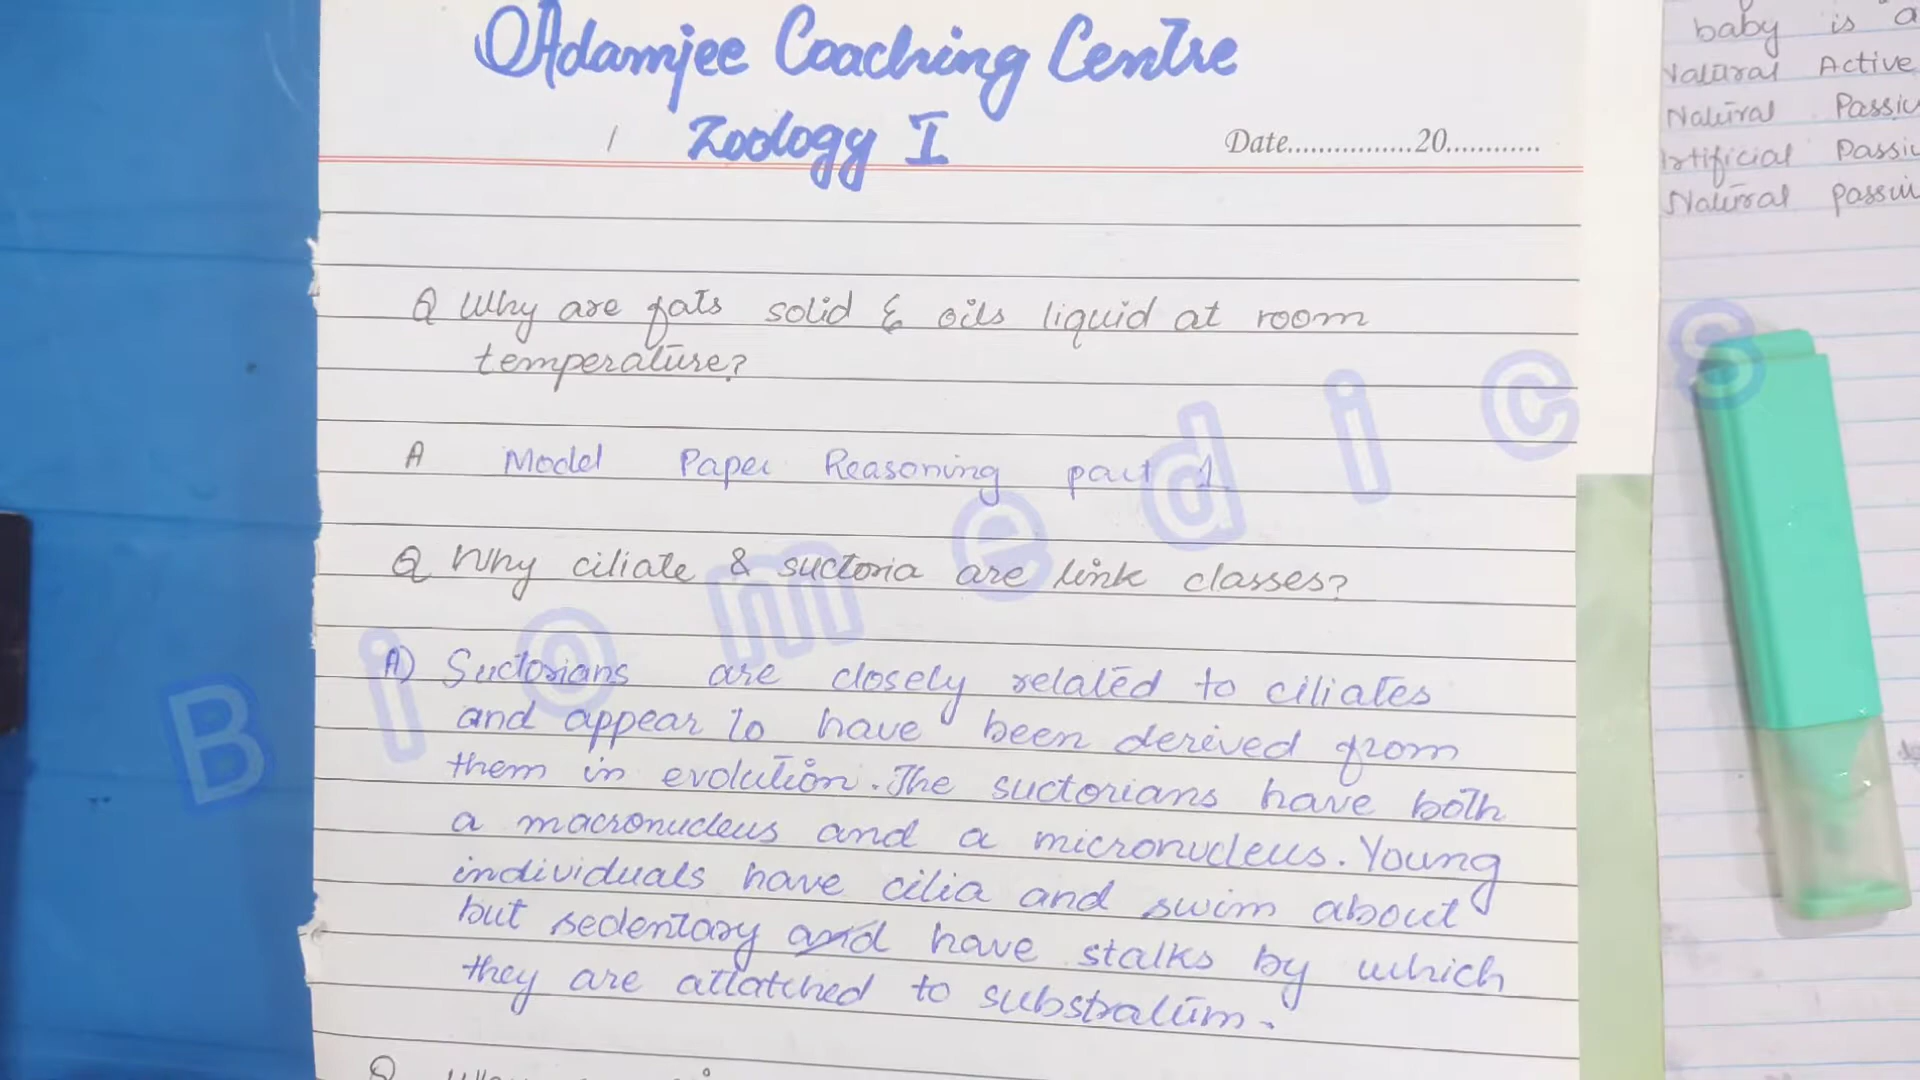 Adamjee Coaching Centre
Zoology I
Date...............20............
Q Why are fats solid & oils liquid at room
temperature?
A Model Paper Reasoning part 1
Q Why ciliate & suctoria are link classes?
A) Suctorians are closely related to ciliates
and appear to have been derived from
them in evolution. The suctorians have both
a macronucleus and a micronucleus. Young
individuals have cilia and swim about
but sedentary and have stalks by which
they are attatched to substratum.
Q
baby is a
Natural Active
Natural Passiv
Artificial Passiv
Natural passiv
Biomedics